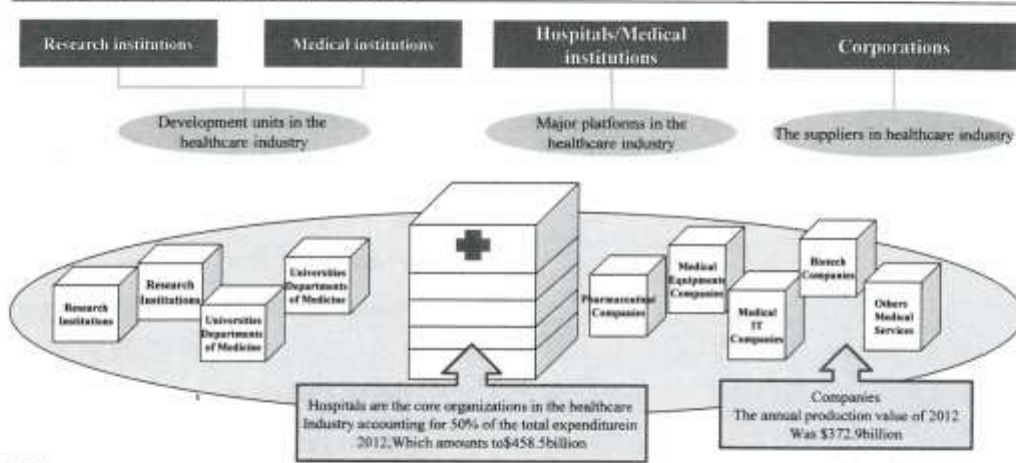 Research institutions
Medical institutions
Hospitals/Medical
institutions
Corporations
Development units in the
healthcare industry
Major platforms in the
healthcare industry
The suppliers in healthcare industry
Research
Institutions
Research
Institutions
Universities
Departments
of Medicine
Universities
Departments
of Medicine
Pharmaceutical
Companies
Medical
Equipments
Companies
Medical
IT
Companies
Biotech
Companies
Others
Medical
Services
Hospitals are the core organizations in the healthcare
Industry accounting for 50% of the total expenditurein
2012,Which amounts to$458.5billion
Companies
The annual production value of 2012
Was $372.9billion